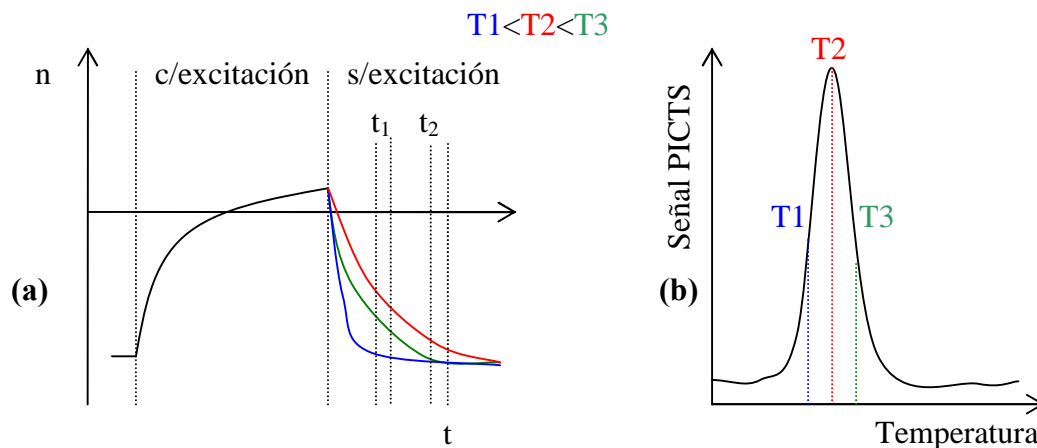 T1<T2<T3
n
c/excitación
s/excitación
t1
t2
(a)
t
T2
Señal PICTS
T1
T3
(b)
Temperatura